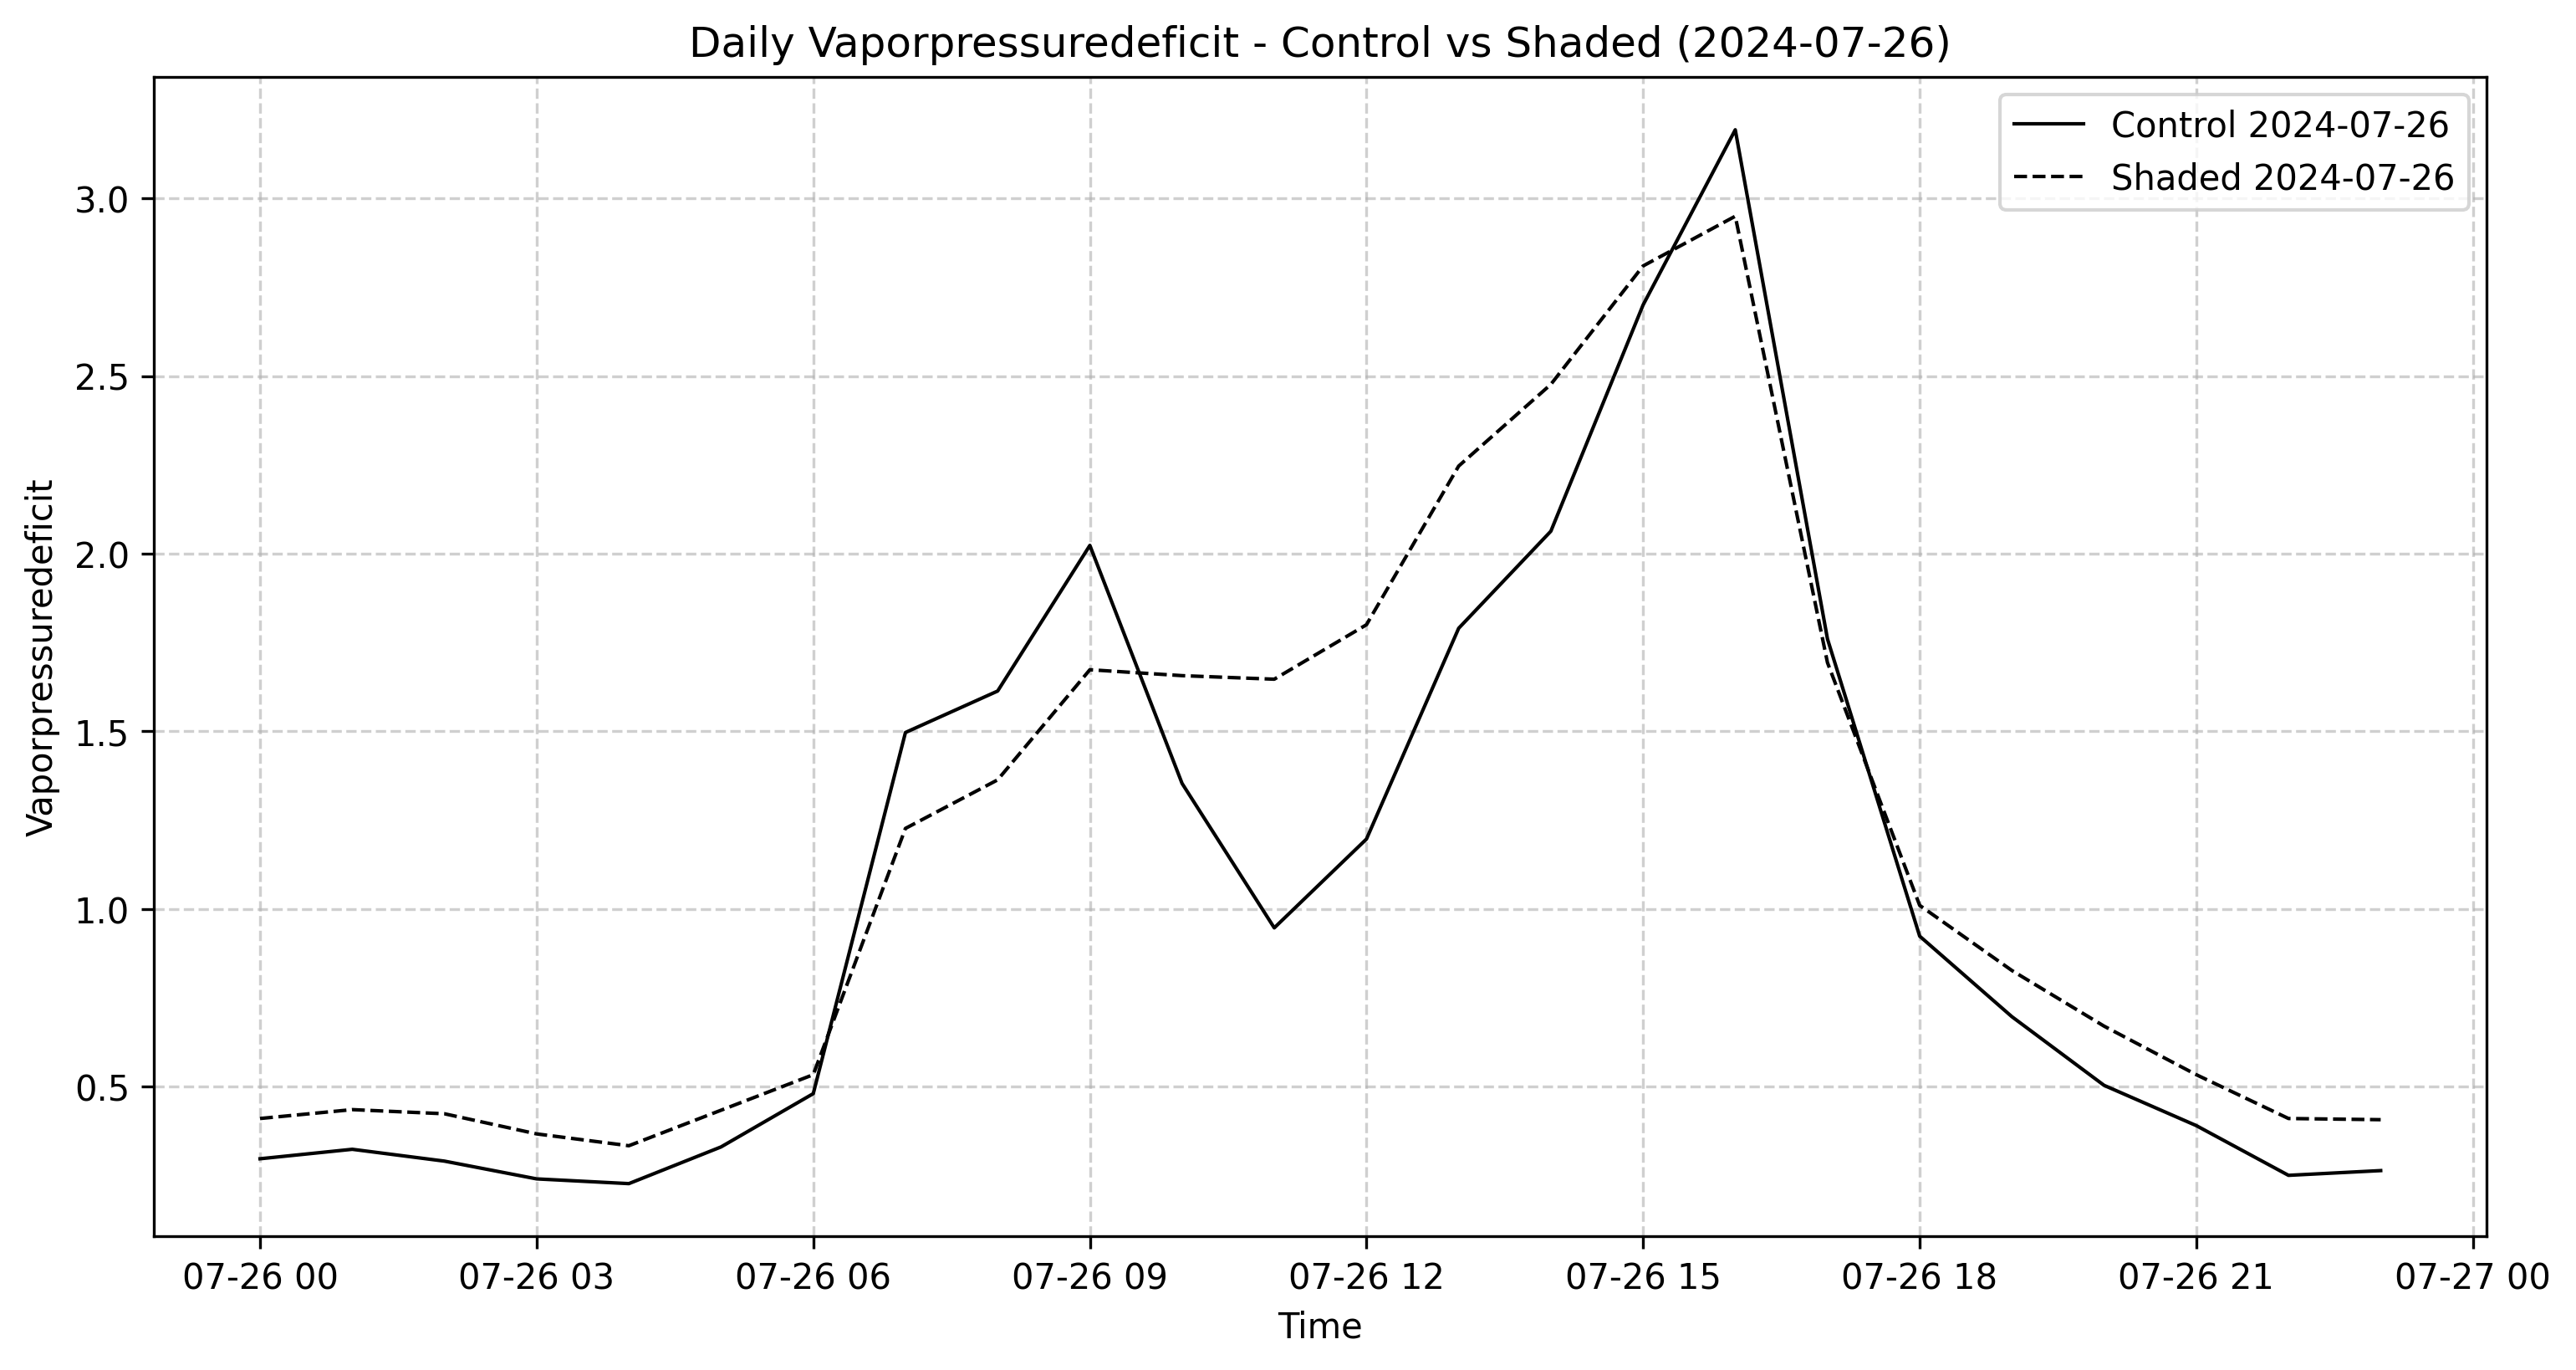 Daily Vaporpressuredeficit - Control vs Shaded (2024-07-26)
Control 2024-07-26
Shaded 2024-07-26
Vaporpressuredeficit
3.0
2.5
2.0
1.5
1.0
0.5
07-26 00 07-26 03 07-26 06 07-26 09 07-26 12 07-26 15 07-26 18 07-26 21 07-27 00
Time